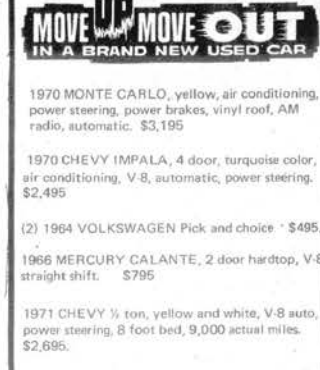 MOVE UP MOVE OUT
IN A BRAND NEW USED CAR
1970 MONTE CARLO, yellow, air conditioning,
power steering, power brakes, vinyl roof, AM
radio, automatic. $3,195
1970 CHEVY IMPALA, 4 door, turquoise color,
air conditioning, V-8, automatic, power steering.
$2,495
(2) 1964 VOLKSWAGEN Pick and choice $495.
1966 MERCURY CALANTE, 2 door hardtop, V-8
straight shift. $795
1971 CHEVY ½ ton, yellow and white, V-8 auto,
power steering, 8 foot bed, 9,000 actual miles.
$2,695.